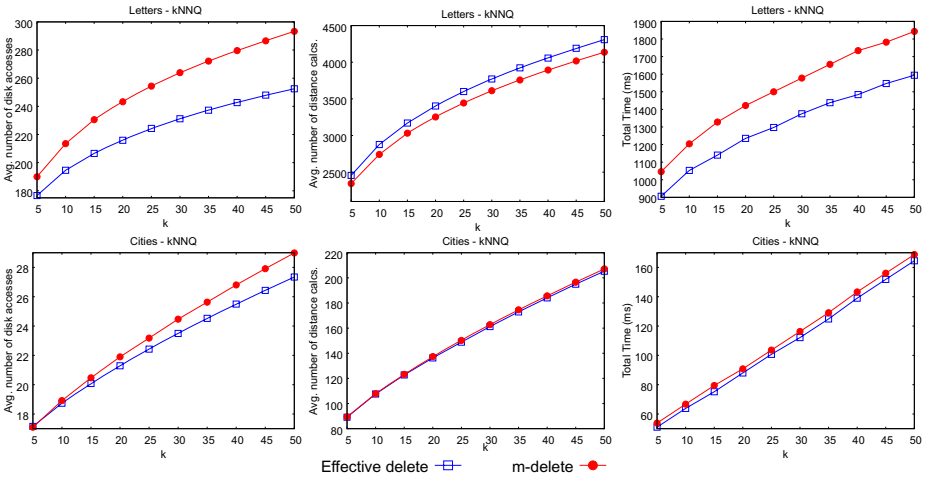 Letters - kNNQ
Avg. number of disk accesses
300
280
260
240
220
200
180
5 10 15 20 25 30 35 40 45 50
k
Letters - kNNQ
Avg. number of distance calcs.
4500
4000
3500
3000
2500
5 10 15 20 25 30 35 40 45 50
k
Letters - kNNQ
Total Time (ms)
1900
1800
1700
1600
1500
1400
1300
1200
1100
1000
900
5 10 15 20 25 30 35 40 45 50
k
Cities - kNNQ
Avg. number of disk accesses
28
26
24
22
20
18
5 10 15 20 25 30 35 40 45 50
k
Cities - kNNQ
Avg. number of distance calcs.
220
200
180
160
140
120
100
80
5 10 15 20 25 30 35 40 45 50
k
Cities - kNNQ
Total Time (ms)
160
140
120
100
80
60
5 10 15 20 25 30 35 40 45 50
k
Effective delete
m-delete